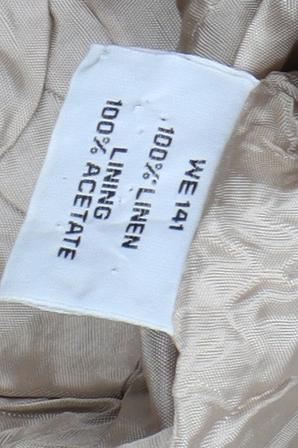 WE 141
100% LINEN
LINING
100% ACETATE